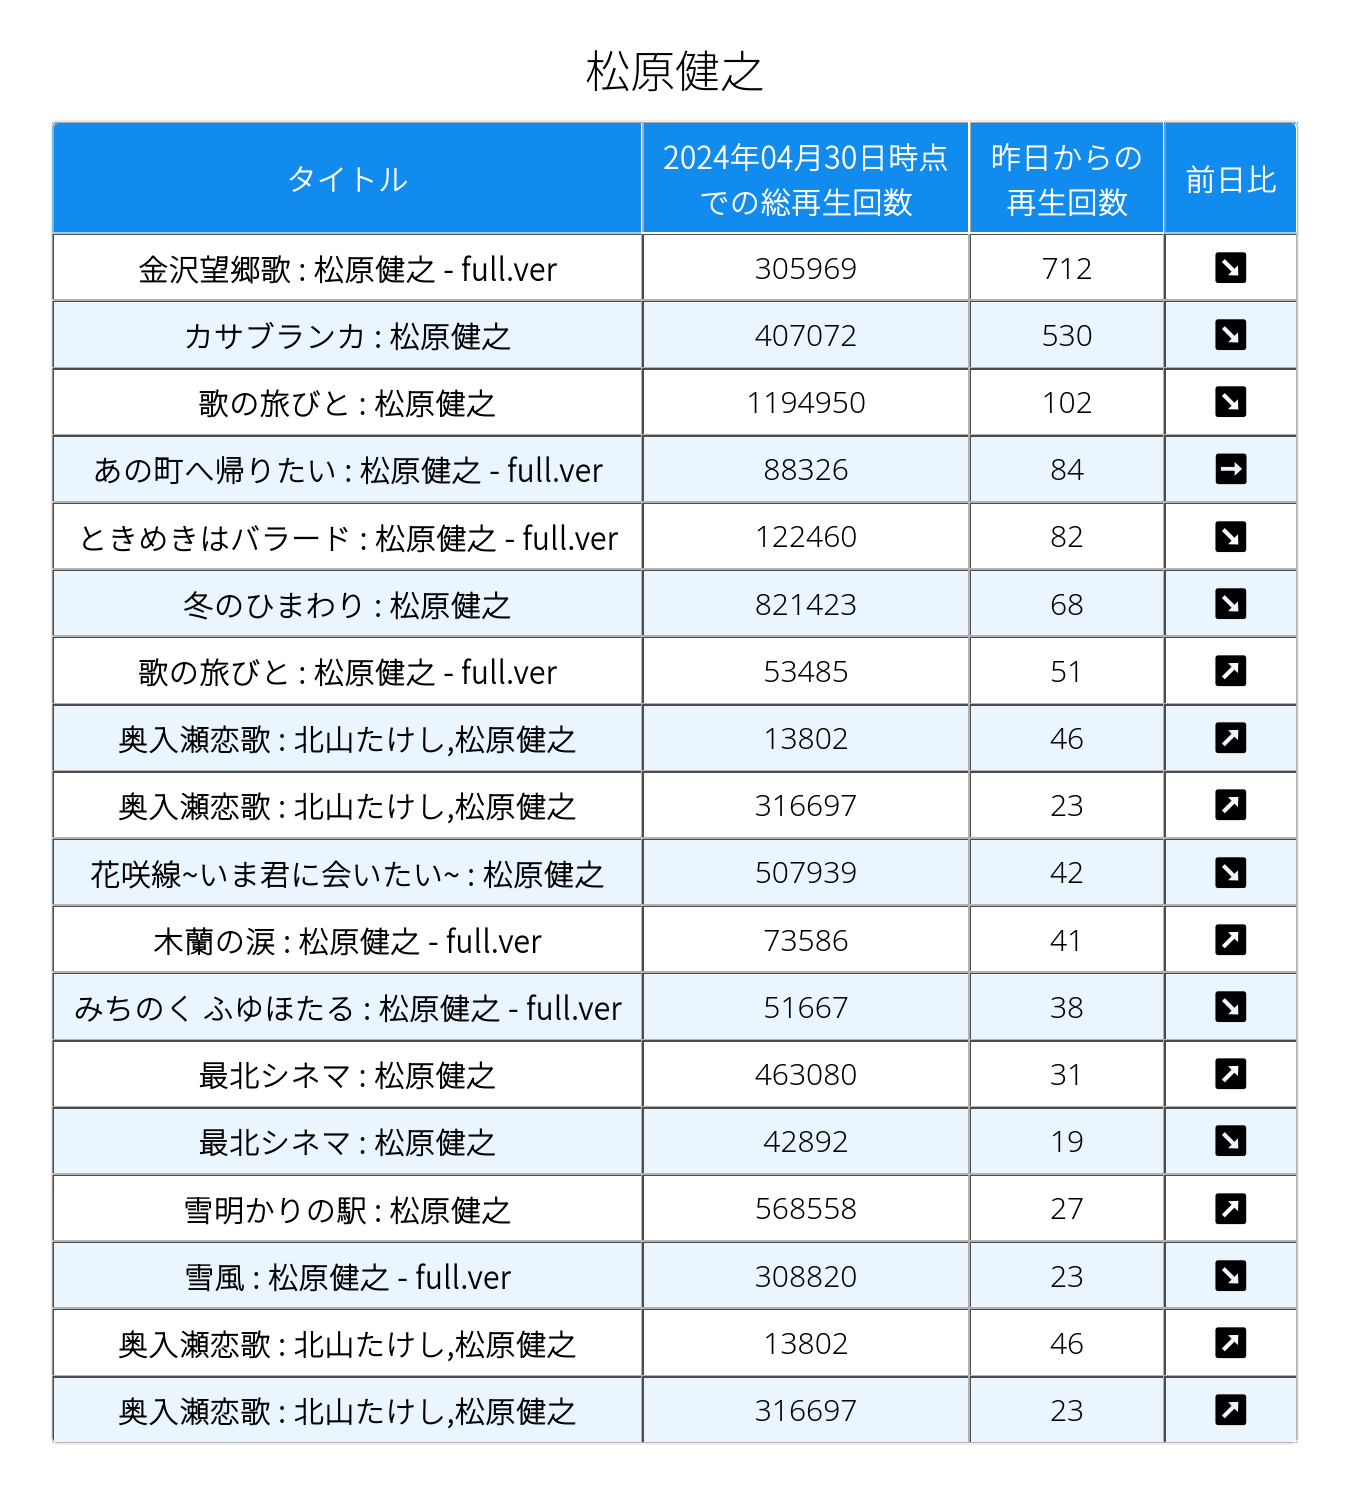 松原健之
タイトル 2024年04月30日時点での総再生回数 昨日からの再生回数 前日比
金沢望郷歌 : 松原健之 - full.ver 305969 712 ↘
カサブランカ : 松原健之 407072 530 ↘
歌の旅びと : 松原健之 1194950 102 ↘
あの町へ帰りたい : 松原健之 - full.ver 88326 84 →
ときめきはバラード : 松原健之 - full.ver 122460 82 ↘
冬のひまわり : 松原健之 821423 68 ↘
歌の旅びと : 松原健之 - full.ver 53485 51 ↗
奥入瀬恋歌 : 北山たけし,松原健之 13802 46 ↗
奥入瀬恋歌 : 北山たけし,松原健之 316697 23 ↗
花咲線~いま君に会いたい~ : 松原健之 507939 42 ↘
木蘭の涙 : 松原健之 - full.ver 73586 41 ↗
みちのく ふゆほたる : 松原健之 - full.ver 51667 38 ↘
最北シネマ : 松原健之 463080 31 ↗
最北シネマ : 松原健之 42892 19 ↘
雪明かりの駅 : 松原健之 568558 27 ↗
雪風 : 松原健之 - full.ver 308820 23 ↘
奥入瀬恋歌 : 北山たけし,松原健之 13802 46 ↗
奥入瀬恋歌 : 北山たけし,松原健之 316697 23 ↗